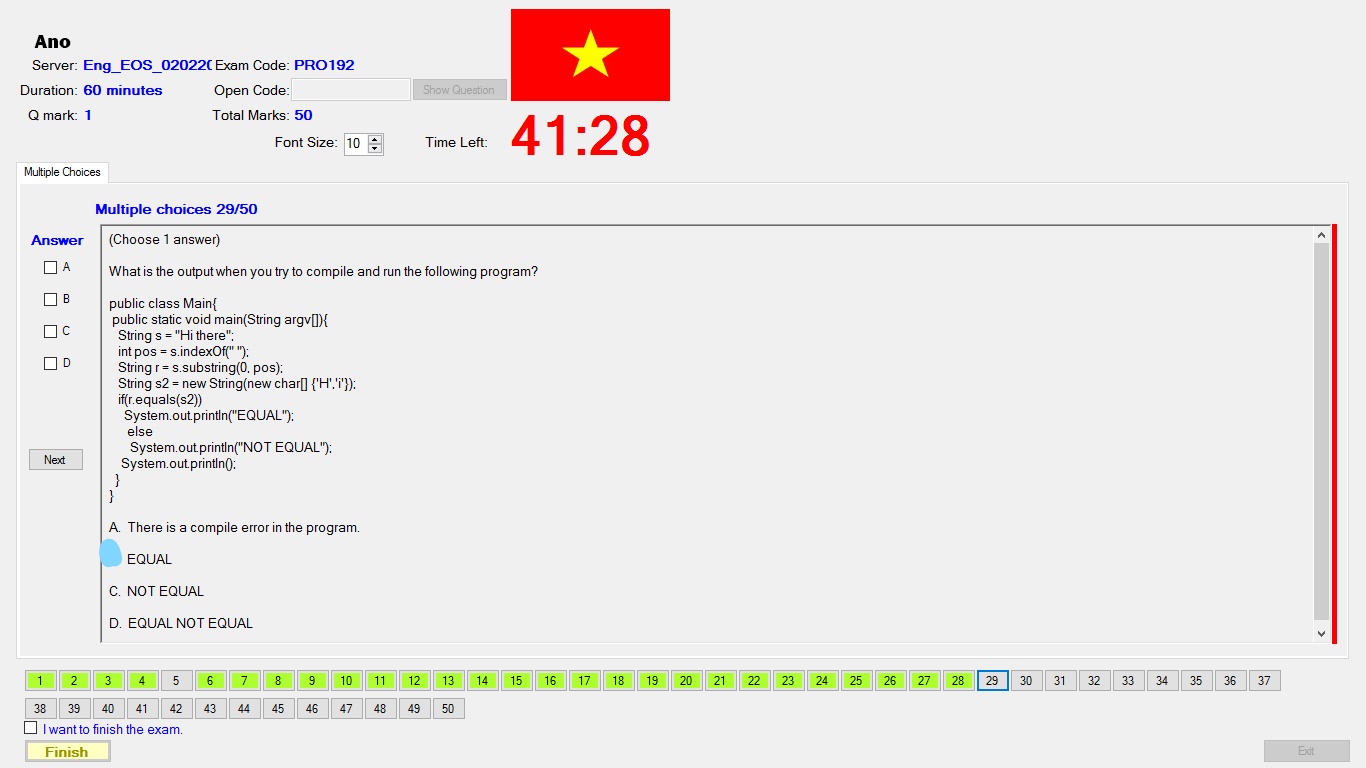 Ano
Server: Eng_EOS_020220 Exam Code: PRO192
Duration: 60 minutes Open Code: Show Question
Q mark: 1 Total Marks: 50
Font Size: 10 Time Left: 41:28
Multiple Choices
Multiple choices 29/50
Answer
A
B
C
D
Next
(Choose 1 answer)
What is the output when you try to compile and run the following program?
public class Main{
public static void main(String argv[]){
String s = "Hi there";
int pos = s.indexOf(" ");
String r = s.substring(0, pos);
String s2 = new String(new char[] {'H','i'});
if(r.equals(s2))
System.out.println("EQUAL");
else
System.out.println("NOT EQUAL");
System.out.println();
}
}
A. There is a compile error in the program.
EQUAL
C. NOT EQUAL
D. EQUAL NOT EQUAL
1 2 3 4 5 6 7 8 9 10 11 12 13 14 15 16 17 18 19 20 21 22 23 24 25 26 27 28 29 30 31 32 33 34 35 36 37
38 39 40 41 42 43 44 45 46 47 48 49 50
I want to finish the exam.
Finish Exit